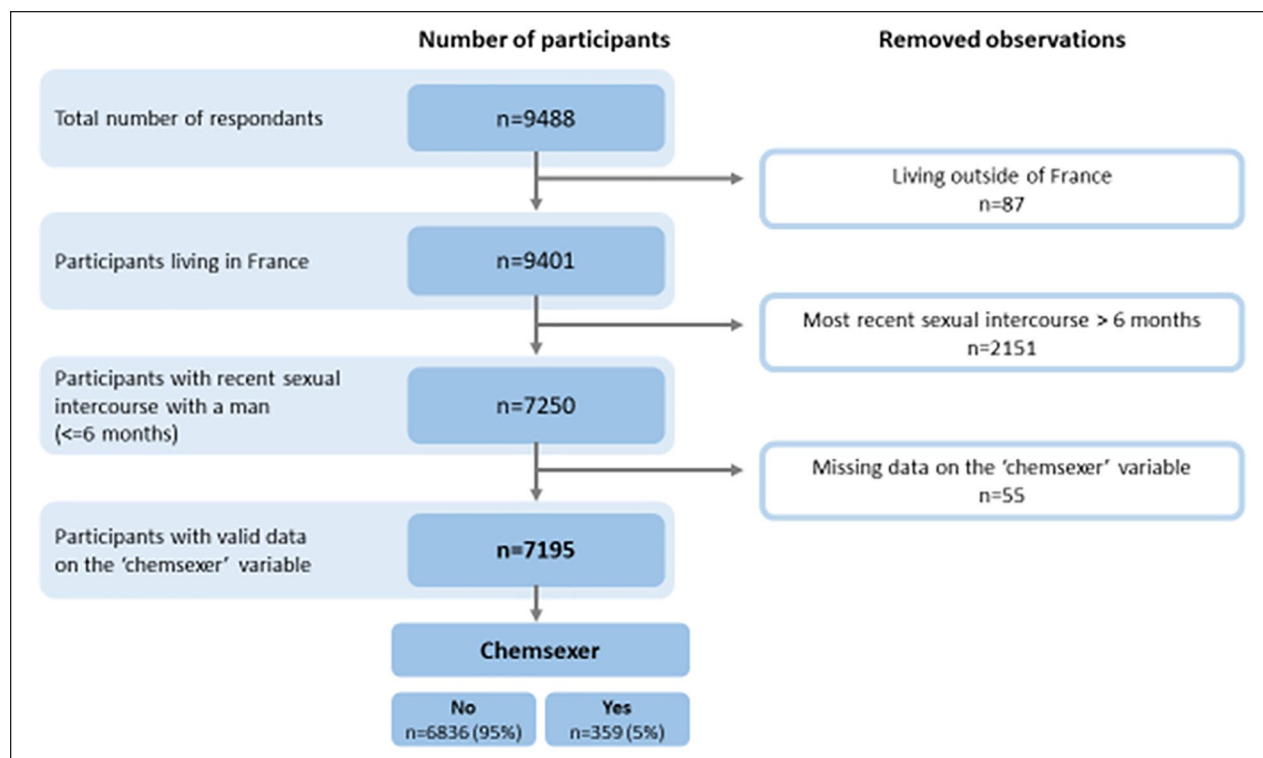 Number of participants
Removed observations
Total number of respondants
n=9488
Living outside of France
n=87
Participants living in France
n=9401
Most recent sexual intercourse > 6 months
n=2151
Participants with recent sexual
intercourse with a man
(<=6 months)
n=7250
Missing data on the ‘chemsexer’ variable
n=55
Participants with valid data
on the ‘chemsexer’ variable
n=7195
Chemsexer
No
n=6836 (95%)
Yes
n=359 (5%)